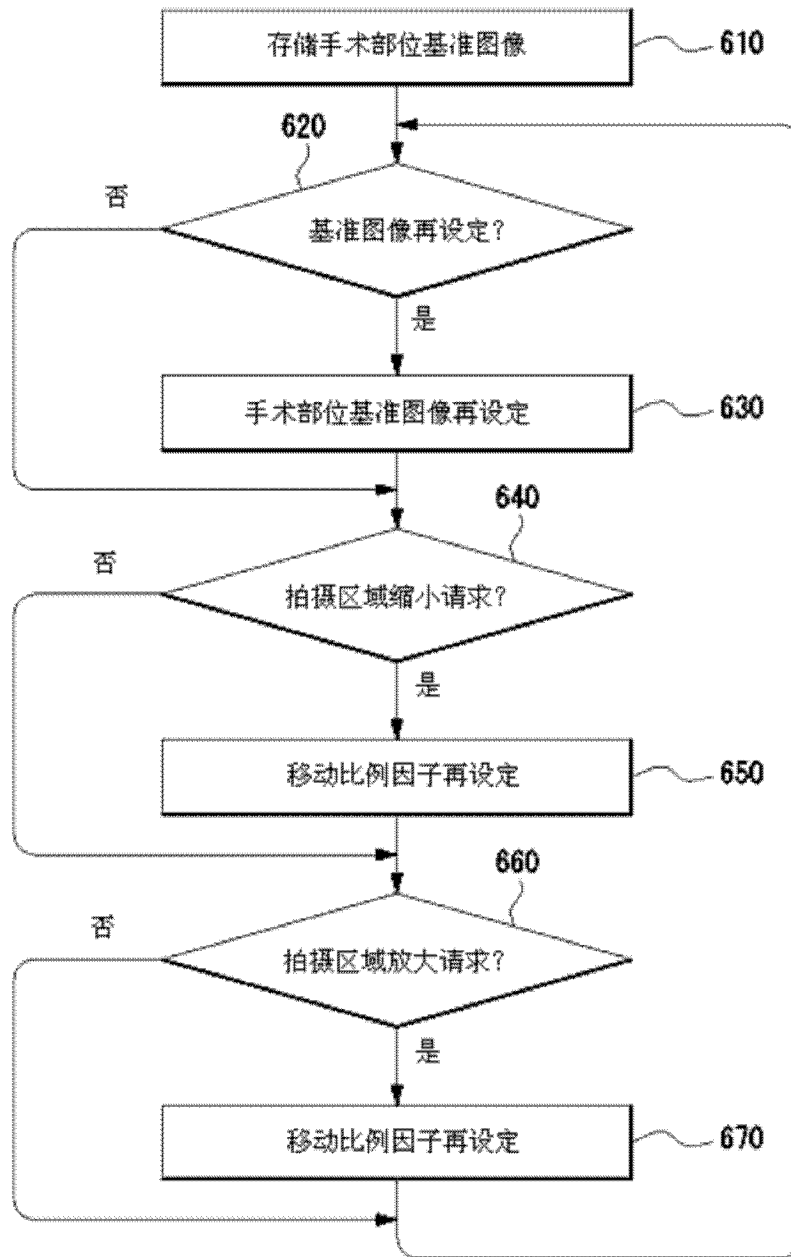 存储手术部位基准图像
610
620
否
基准图像再设定?
是
手术部位基准图像再设定
630
640
否
拍摄区域缩小请求?
是
移动比例因子再设定
650
660
否
拍摄区域放大请求?
是
移动比例因子再设定
670